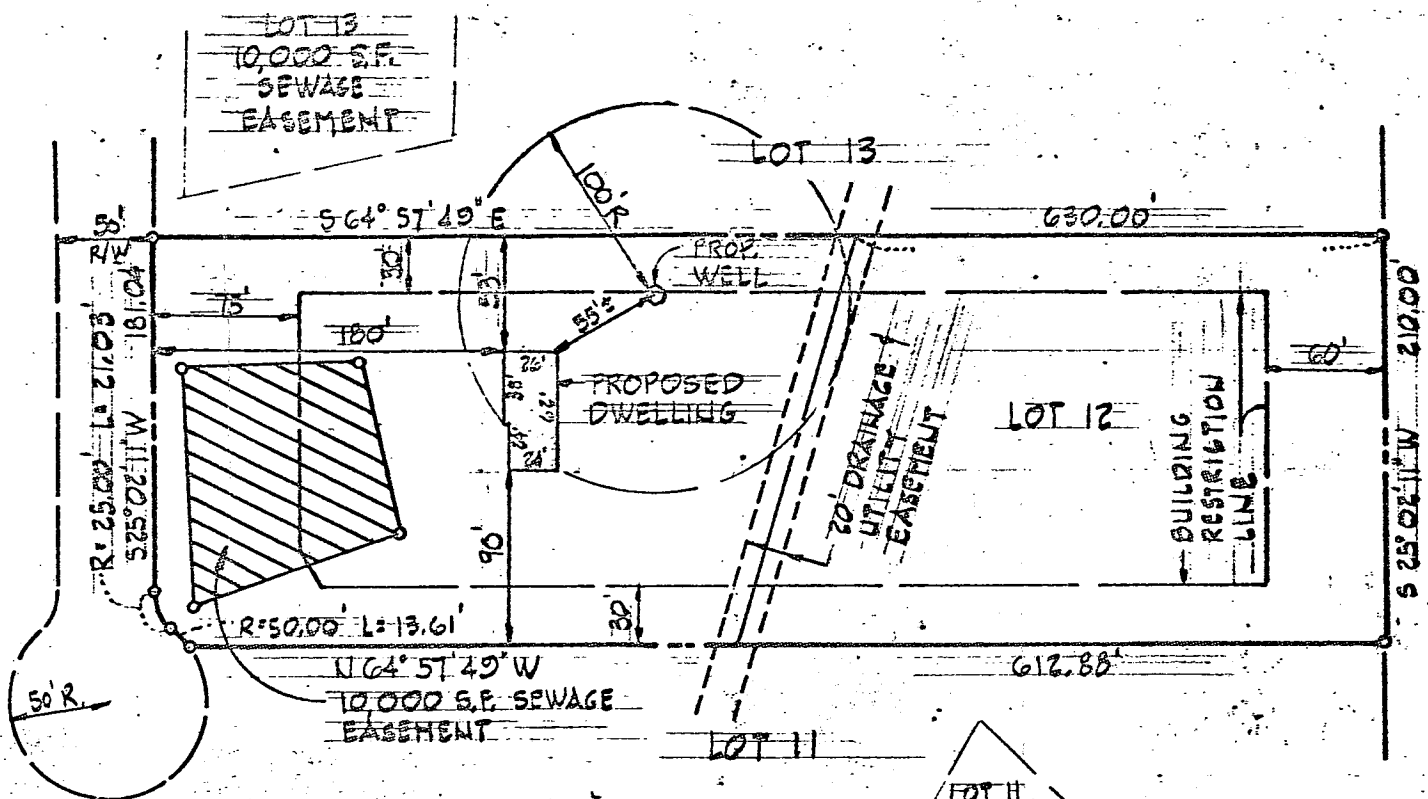 LOT 13
10,000 S.F.
SEWAGE
EASEMENT
LOT 13
100'R
S 64° 57' 49" E
630.00'
50'
R/W
30'
53'
PROP.
WELL
75'
180'
55'±
181.04
S25°02'11"W
R= 25.00' L= 21.03'
26'
38'
62'
24'
24'
PROPOSED
DWELLING
20' DRAINAGE &
UTILITY
EASEMENT
LOT 12
BUILDING
RESTRICTION
LINE
60'
210.00'
S 25° 02' 11" W
90'
30'
R=50.00' L=13.61'
N 64° 57' 49" W
612.88'
10,000 S.F. SEWAGE
EASEMENT
50' R.
LOT 11
LOT 11